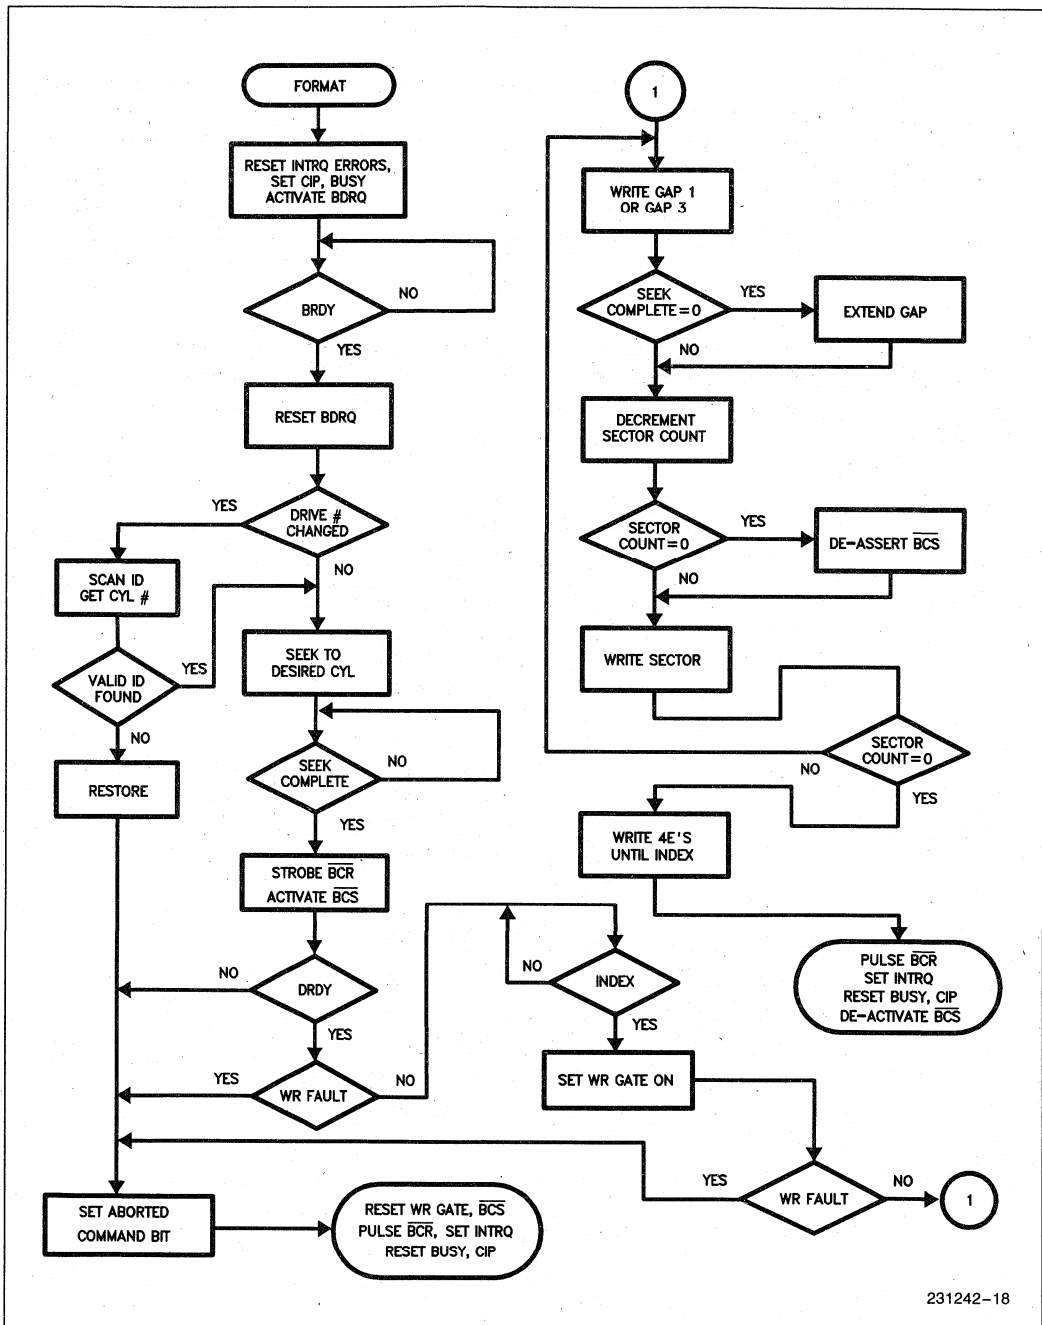 FORMAT
RESET INTRQ ERRORS,
SET CIP, BUSY
ACTIVATE BDRQ
BRDY
NO
YES
RESET BDRQ
DRIVE #
CHANGED
YES
NO
SCAN ID
GET CYL #
VALID ID
FOUND
YES
NO
RESTORE
SEEK TO
DESIRED CYL
SEEK
COMPLETE
NO
YES
STROBE BCR
ACTIVATE BCS
DRDY
NO
YES
WR FAULT
YES
NO
SET ABORTED
COMMAND BIT
RESET WR GATE, BCS
PULSE BCR, SET INTRQ
RESET BUSY, CIP
INDEX
NO
YES
SET WR GATE ON
WR FAULT
YES
NO
1
1
WRITE GAP 1
OR GAP 3
SEEK
COMPLETE=0
YES
NO
EXTEND GAP
DECREMENT
SECTOR COUNT
SECTOR
COUNT=0
YES
NO
DE-ASSERT BCS
WRITE SECTOR
SECTOR
COUNT=0
NO
YES
WRITE 4E'S
UNTIL INDEX
PULSE BCR
SET INTRQ
RESET BUSY, CIP
DE-ACTIVATE BCS
231242-18